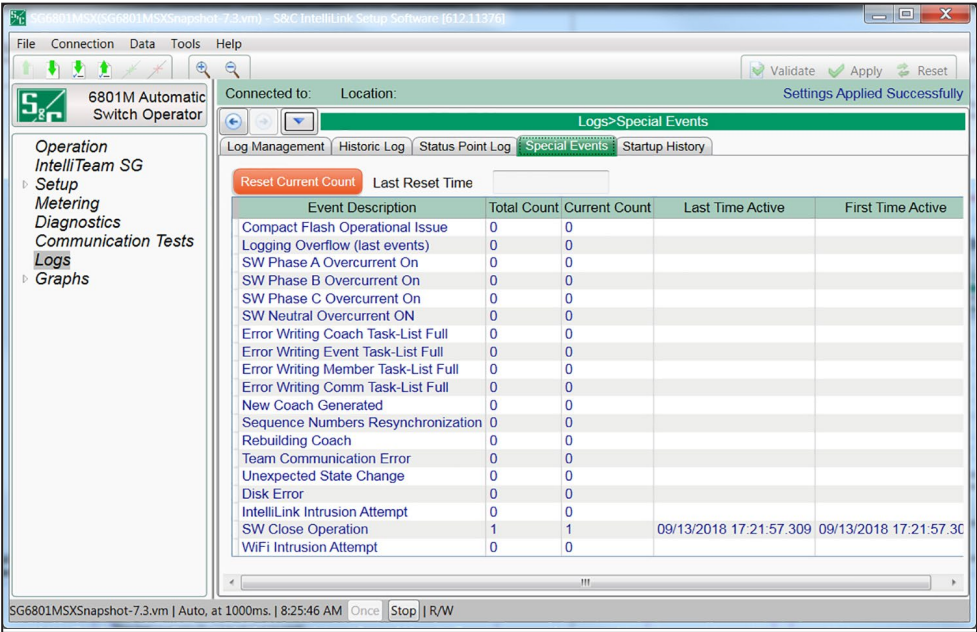 SG6801MSX(SG6801MSXSnapshot-7.3.vm) - S&C IntelliLink Setup Software [612.11376]
File Connection Data Tools Help
Validate Apply Reset
S&C
6801M Automatic
Switch Operator
Connected to: Location: Settings Applied Successfully
Logs>Special Events
Log Management Historic Log Status Point Log Special Events Startup History
Operation
IntelliTeam SG
Setup
Metering
Diagnostics
Communication Tests
Logs
Graphs
Reset Current Count Last Reset Time
Event Description Total Count Current Count Last Time Active First Time Active
Compact Flash Operational Issue 0 0
Logging Overflow (last events) 0 0
SW Phase A Overcurrent On 0 0
SW Phase B Overcurrent On 0 0
SW Phase C Overcurrent On 0 0
SW Neutral Overcurrent ON 0 0
Error Writing Coach Task-List Full 0 0
Error Writing Event Task-List Full 0 0
Error Writing Member Task-List Full 0 0
Error Writing Comm Task-List Full 0 0
New Coach Generated 0 0
Sequence Numbers Resynchronization 0 0
Rebuilding Coach 0 0
Team Communication Error 0 0
Unexpected State Change 0 0
Disk Error 0 0
IntelliLink Intrusion Attempt 0 0
SW Close Operation 1 1 09/13/2018 17:21:57.309 09/13/2018 17:21:57.30
WiFi Intrusion Attempt 0 0
SG6801MSXSnapshot-7.3.vm | Auto, at 1000ms. | 8:25:46 AM Once Stop | R/W